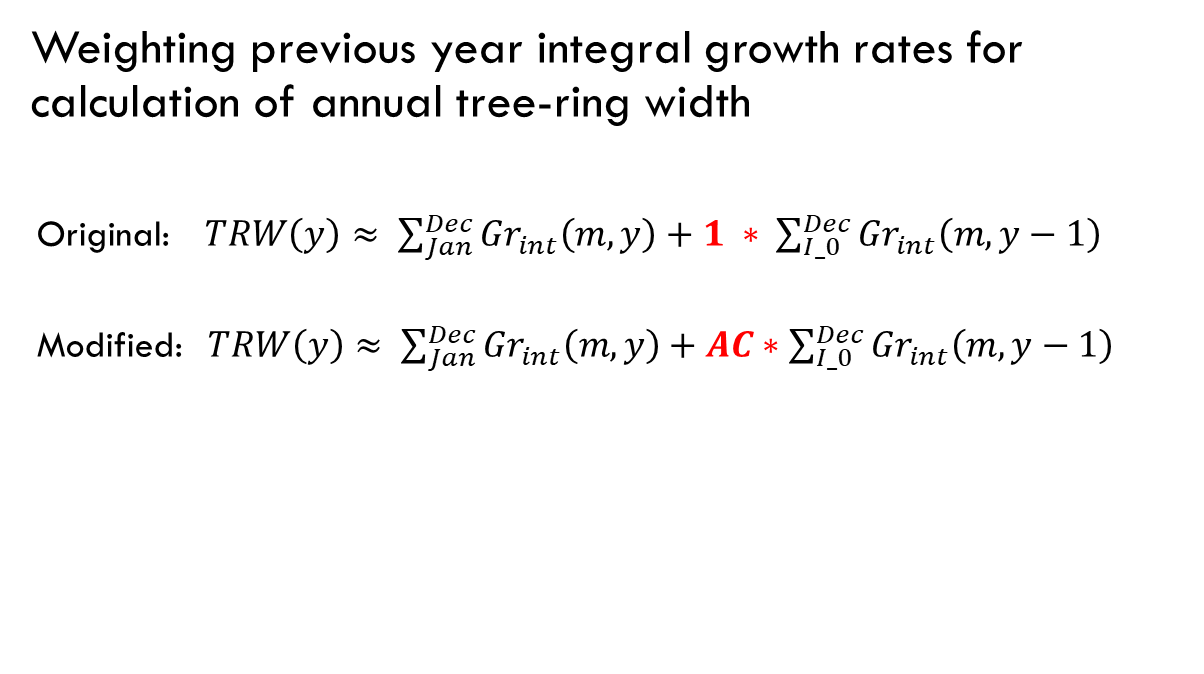 Weighting previous year integral growth rates for
calculation of annual tree-ring width
Original: 𝑇𝑅𝑊(𝑦) ≈ ∑_{𝐽𝑎𝑛}^{𝐷𝑒𝑐} 𝐺𝑟_{𝑖𝑛𝑡}(𝑚, 𝑦) + 𝟏 ∗ ∑_{𝐼_0}^{𝐷𝑒𝑐} 𝐺𝑟_{𝑖𝑛𝑡}(𝑚, 𝑦 − 1)
Modified: 𝑇𝑅𝑊(𝑦) ≈ ∑_{𝐽𝑎𝑛}^{𝐷𝑒𝑐} 𝐺𝑟_{𝑖𝑛𝑡}(𝑚, 𝑦) + 𝑨𝑪 ∗ ∑_{𝐼_0}^{𝐷𝑒𝑐} 𝐺𝑟_{𝑖𝑛𝑡}(𝑚, 𝑦 − 1)